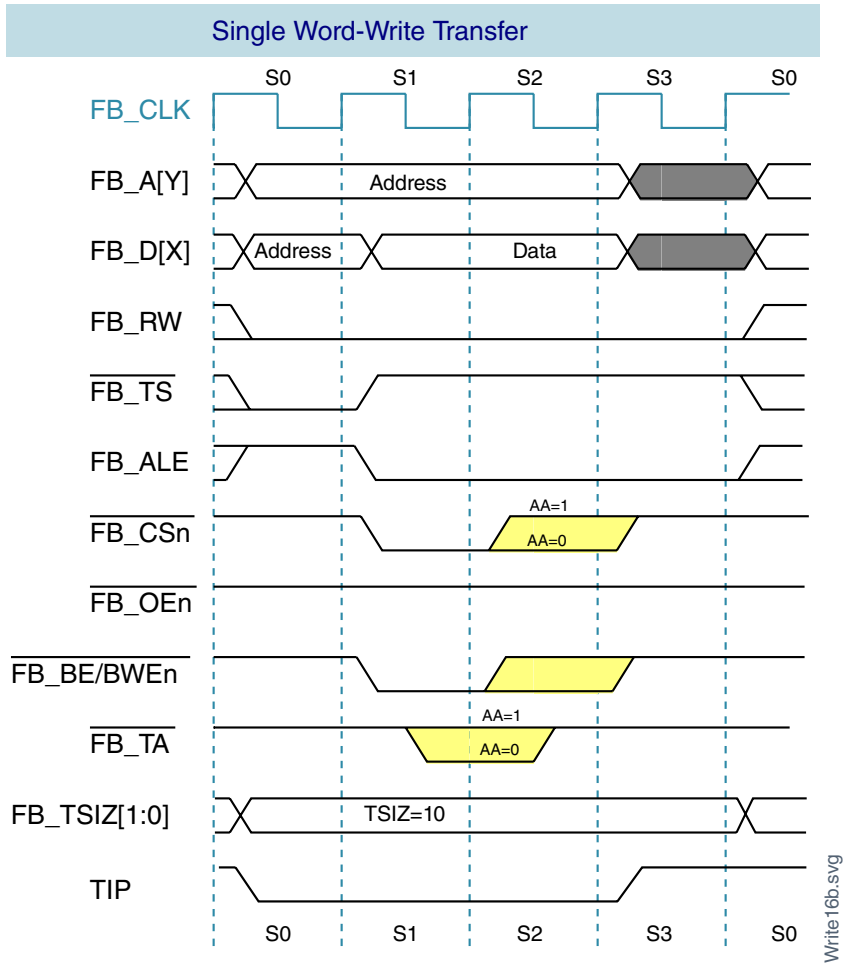 Single Word-Write Transfer
S0 S1 S2 S3 S0
FB_CLK
FB_A[Y] Address
FB_D[X] Address Data
FB_RW
FB_TS
FB_ALE
AA=1
FB_CSn AA=0
FB_OEn
FB_BE/BWEn
AA=1
FB_TA AA=0
FB_TSIZ[1:0] TSIZ=10
TIP
S0 S1 S2 S3 S0
Write16b.svg